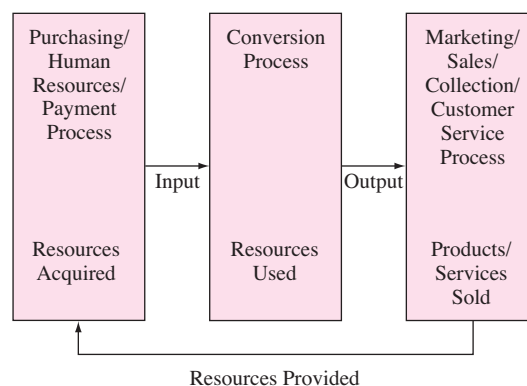 Purchasing/
Human
Resources/
Payment
Process
Resources
Acquired
Input
Conversion
Process
Resources
Used
Output
Marketing/
Sales/
Collection/
Customer
Service
Process
Products/
Services
Sold
Resources Provided